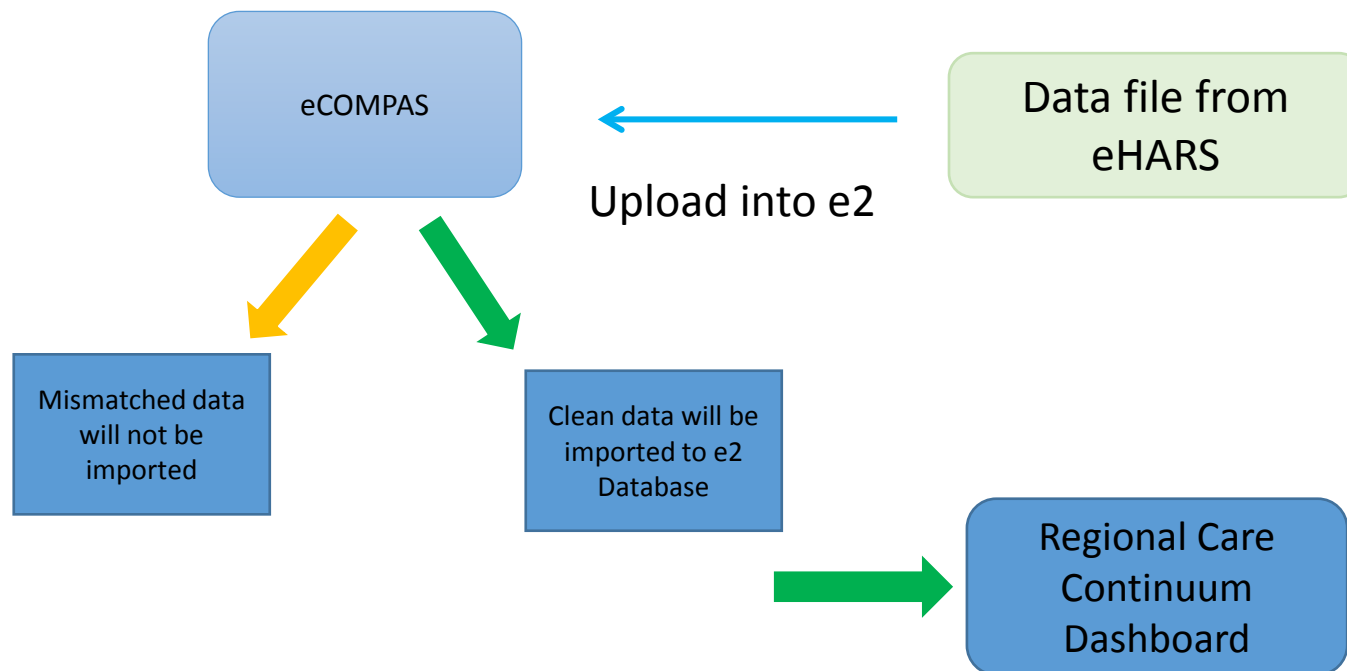 eCOMPAS
Data file from
eHARS
Upload into e2
Mismatched data
will not be
imported
Clean data will be
imported to e2
Database
Regional Care
Continuum
Dashboard